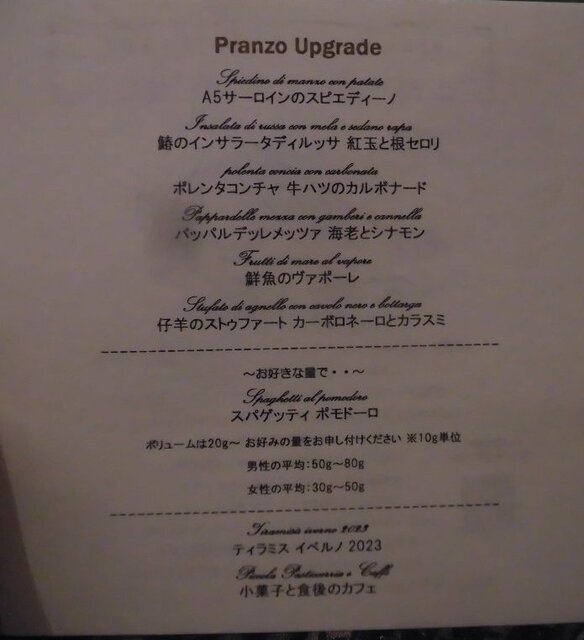 Pranzo Upgrade
Spiedino di manzo con patate
A5サーロインのスピエディーノ
Insalata di russa con mela e sedano rapa
鰆のインサラータディルッサ 紅玉と根セロリ
polenta concia con carbonata
ポレンタコンチャ 牛ハツのカルボナード
Pappardelle mezza con gamberi e cannella
パッパルデッレメッツァ 海老とシナモン
Frutti di mare al vapore
鮮魚のヴァポーレ
Stufato di agnello con cavolo nero e bottarga
仔羊のストゥファート カーボロネーロとカラスミ
～お好きな量で・・～
Spaghetti al pomodoro
スパゲッティ ポモドーロ
ボリュームは20g～ お好みの量をお申し付けください ※10g単位
男性の平均:50g～80g
女性の平均:30g～50g
Tiramisù iverno 2023
ティラミス イベルノ 2023
Pasticcerria e Caffè
小菓子と食後のカフェ